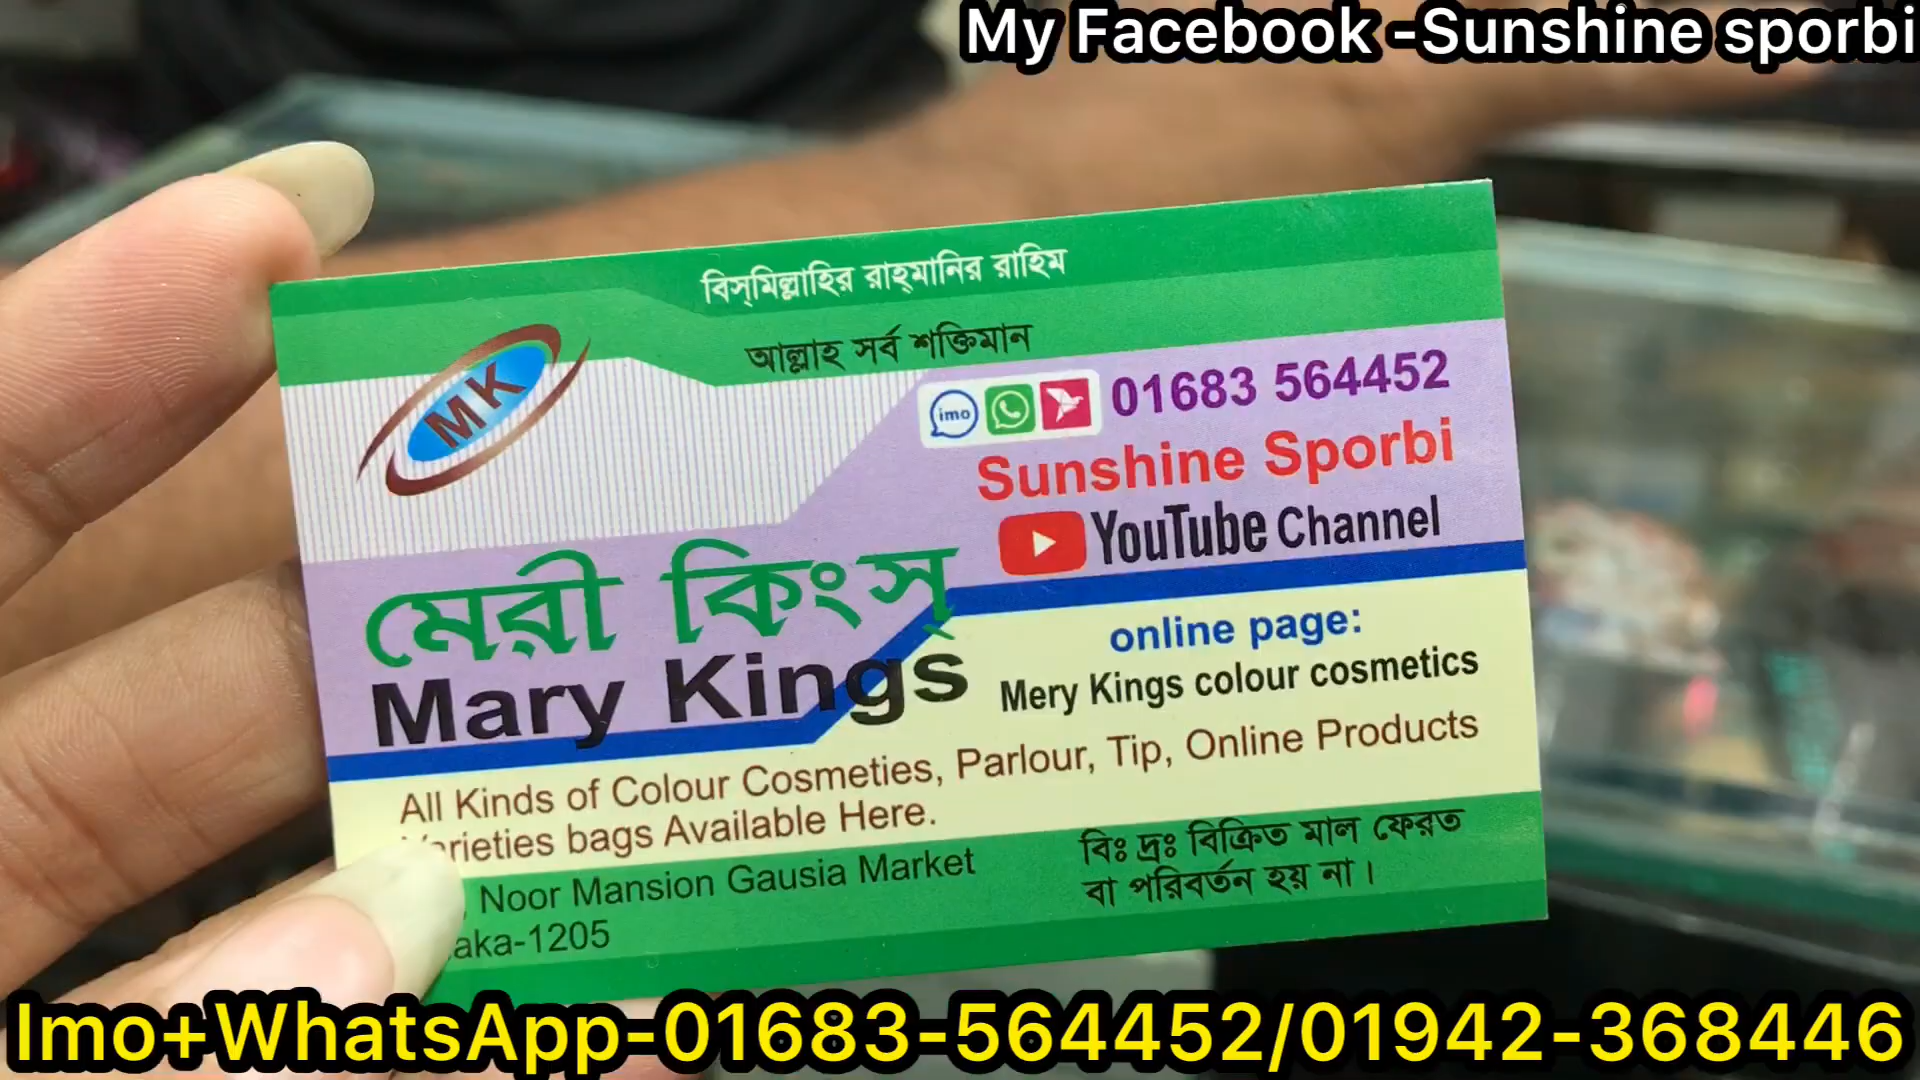 My Facebook -Sunshine sporbi
বিস্‌মিল্লাহির রাহ্‌মানির রাহিম
আল্লাহ সর্ব শক্তিমান
MK
imo 01683 564452
Sunshine Sporbi
YouTube Channel
মেরী কিংস্
Mary Kings
online page:
Mery Kings colour cosmetics
All Kinds of Colour Cosmeties, Parlour, Tip, Online Products
bags Available Here.
Noor Mansion Gausia Market
-1205
বিঃ দ্রঃ বিক্রিত মাল ফেরত
বা পরিবর্তন হয় না।
Imo+WhatsApp-01683-564452/01942-368446